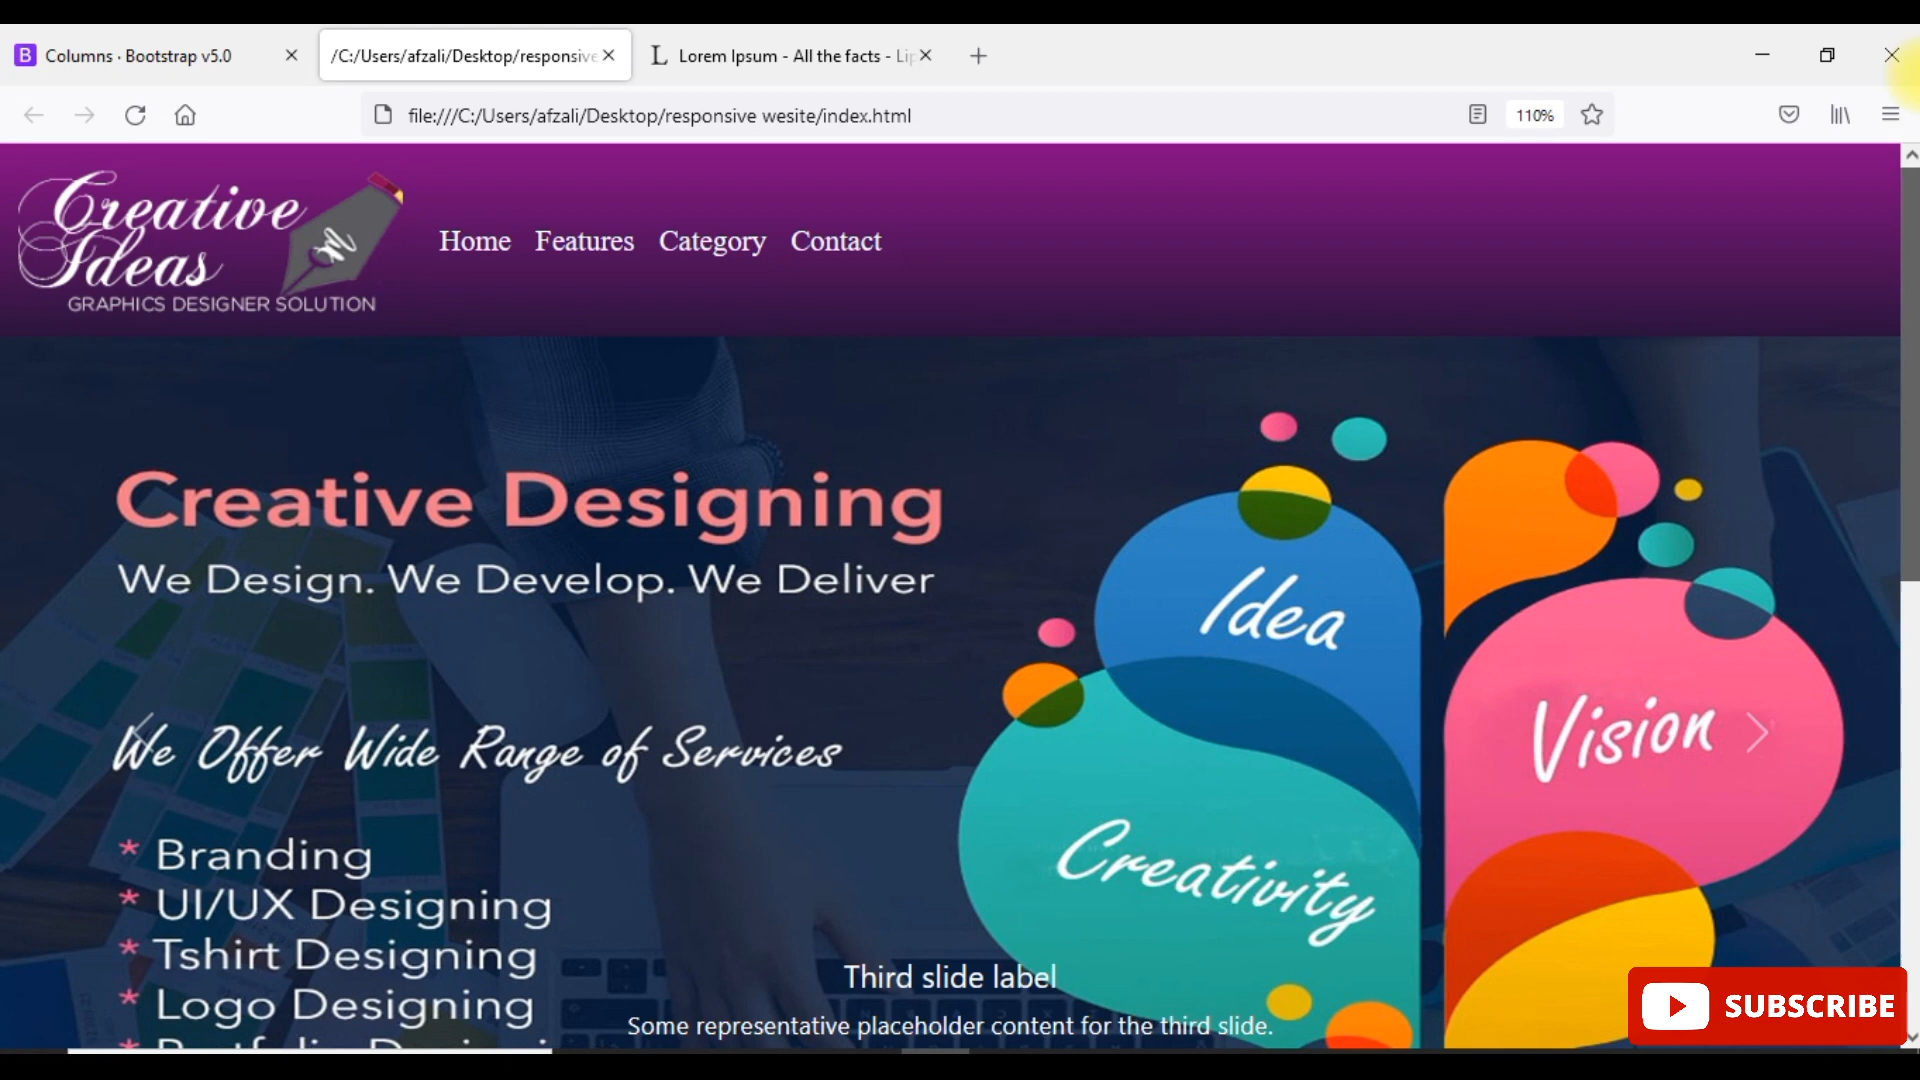 Columns · Bootstrap v5.0
/C:/Users/afzali/Desktop/responsive
Lorem Ipsum - All the facts - Lip
file:///C:/Users/afzali/Desktop/responsive wesite/index.html
110%
Creative
Ideas
GRAPHICS DESIGNER SOLUTION
Home Features Category Contact
Creative Designing
We Design. We Develop. We Deliver
Idea
Vision
Creativity
We Offer Wide Range of Services
* Branding
* UI/UX Designing
* Tshirt Designing
* Logo Designing
Third slide label
Some representative placeholder content for the third slide.
SUBSCRIBE